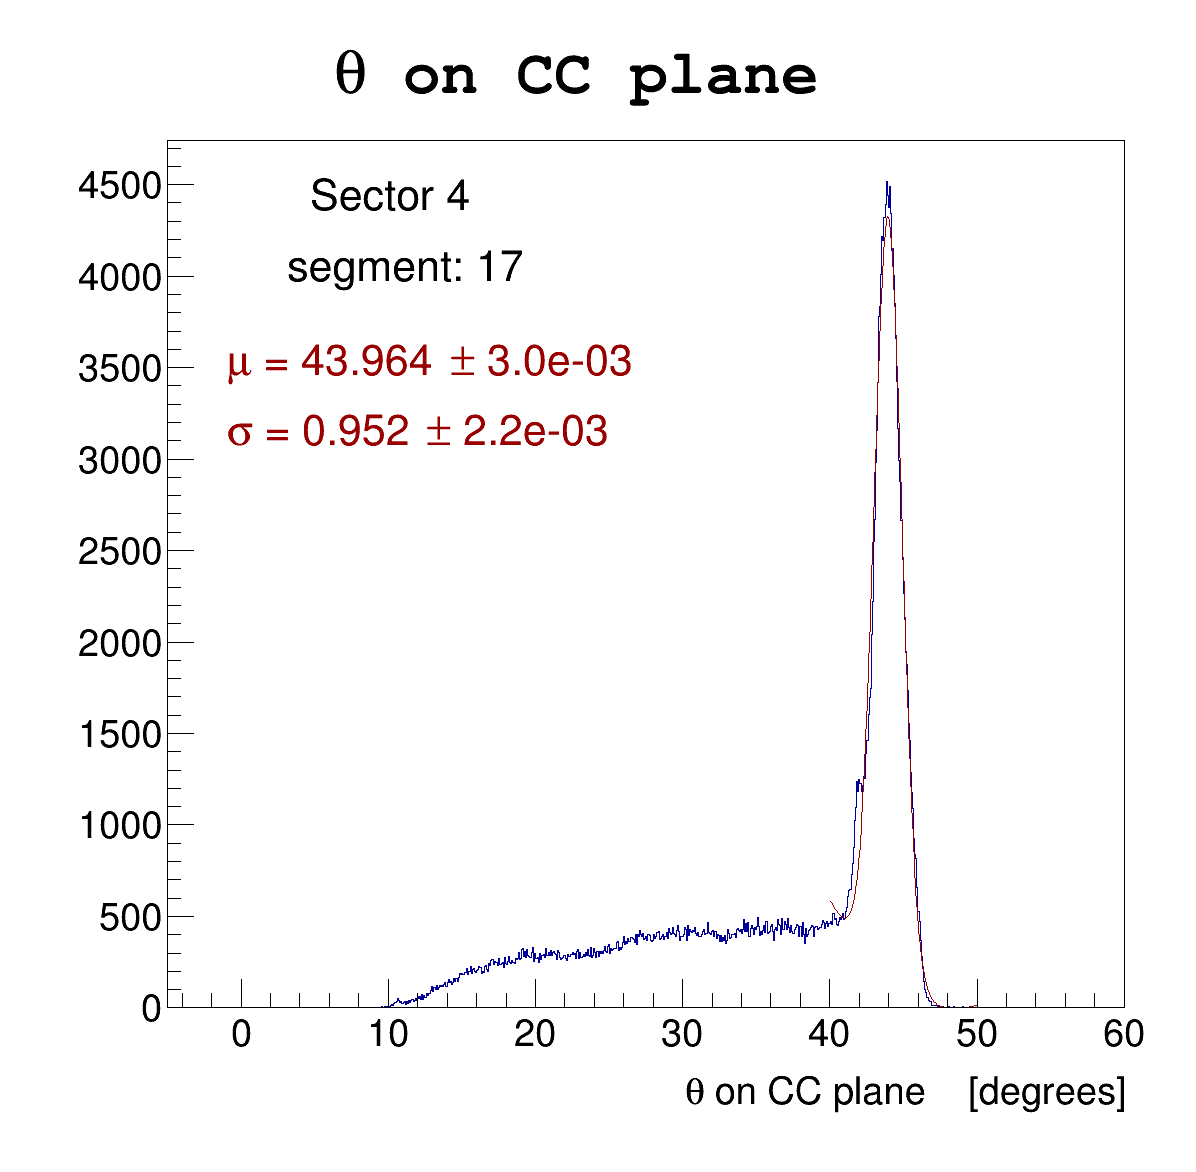 θ on CC plane
Sector 4
segment: 17
μ = 43.964 ± 3.0e-03
σ = 0.952 ± 2.2e-03
4500
4000
3500
3000
2500
2000
1500
1000
500
0
0 10 20 30 40 50 60
θ on CC plane [degrees]